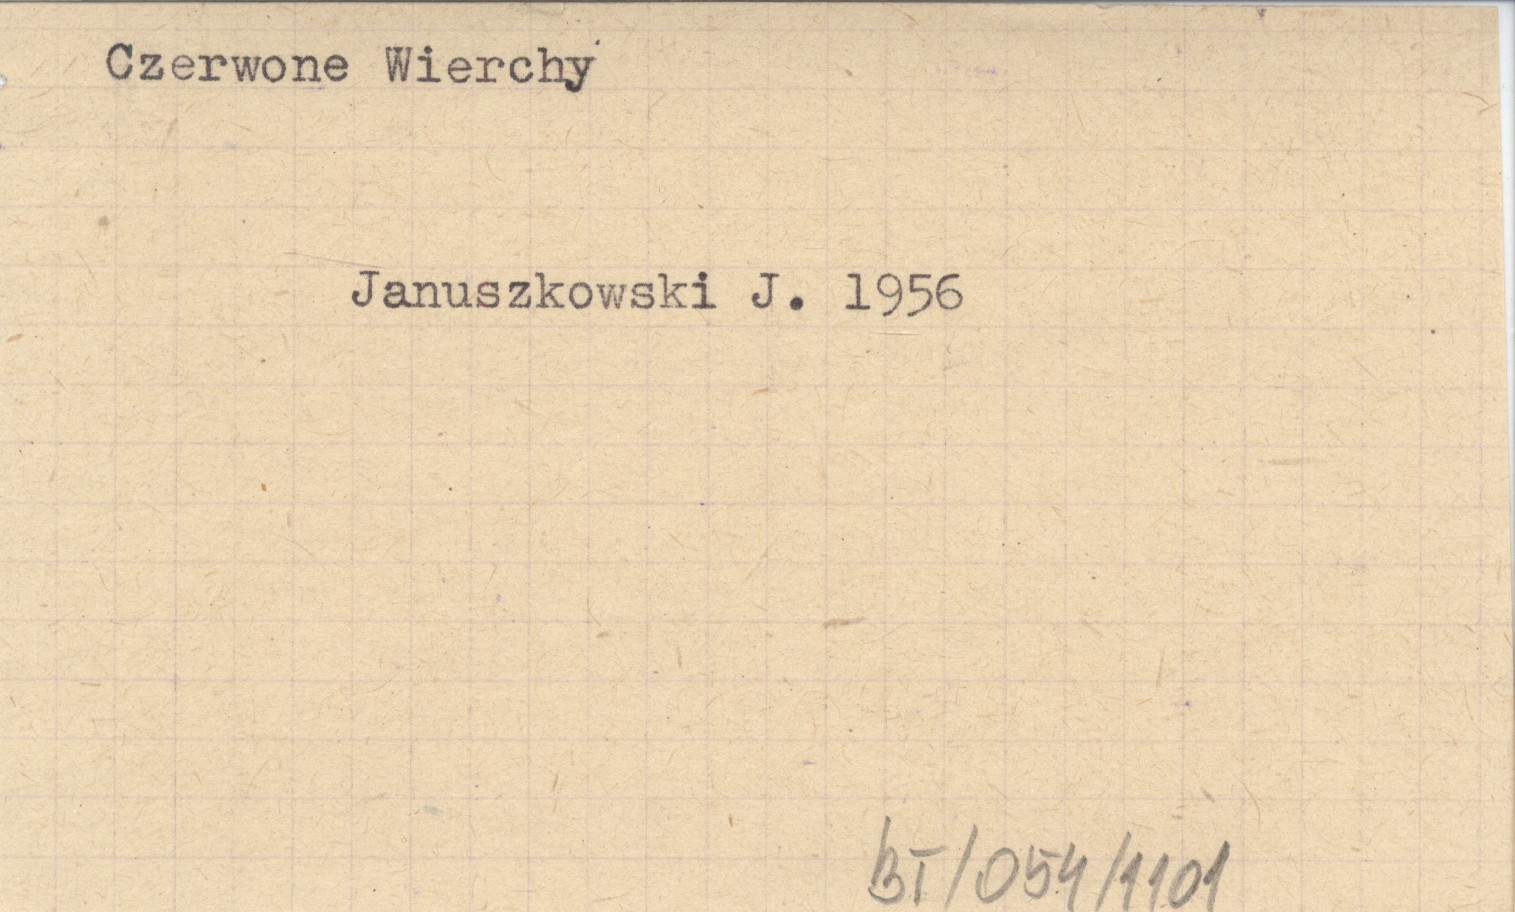 Czerwone Wierchy
Januszkowski J. 1956
BT/054/1101